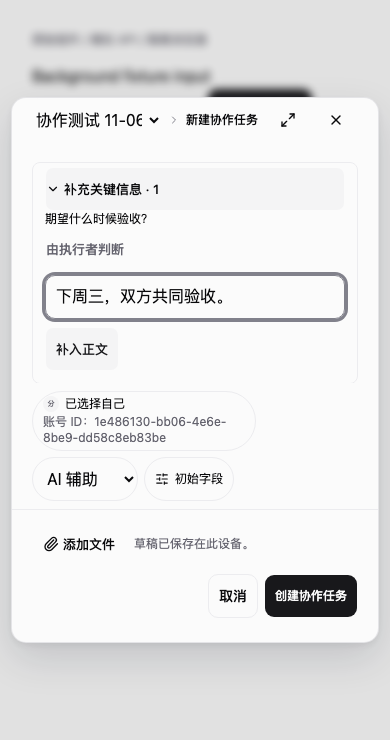 Background fixture input
协作测试 11-06
新建协作任务
补充关键信息 · 1
期望什么时候验收?
由执行者判断
下周三，双方共同验收。
补入正文
分 已选择自己
账号 ID：1e486130-bb06-4e6e-
8be9-dd58c8eb83be
AI 辅助
初始字段
添加文件 草稿已保存在此设备。
取消 创建协作任务